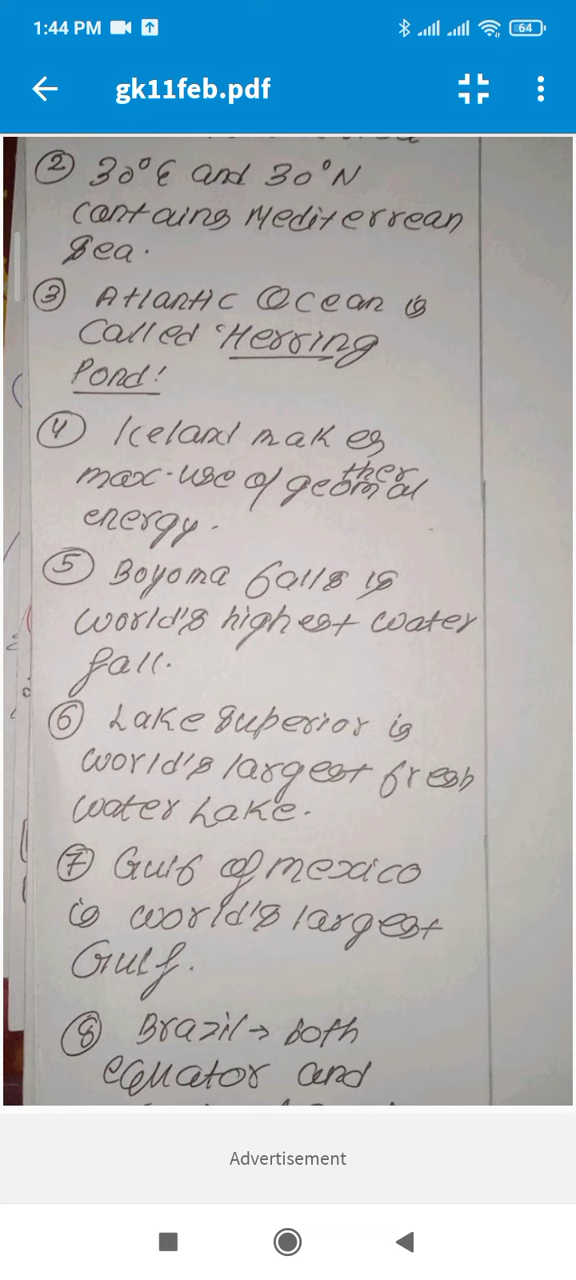 1:44 PM
64
gk11feb.pdf
② 30°E and 30°N
contains Mediterrean
Sea.
③ Atlantic Ocean is
called 'Herring
Pond!
④ Iceland makes
max-use of geothermal
energy.
⑤ Boyoma falls is
world's highest water
fall.
⑥ Lake Superior is
world's largest fresh
water Lake.
⑦ Gulf of mexico
is world's largest
Gulf.
⑧ Brazil → both
equator and
Advertisement